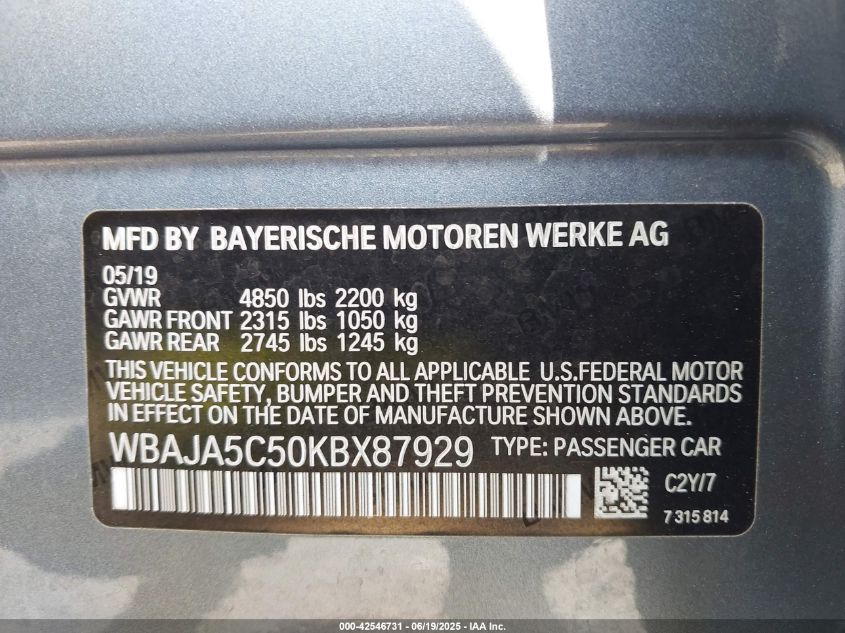 MFD BY BAYERISCHE MOTOREN WERKE AG
05/19
GVWR 4850 lbs 2200 kg
GAWR FRONT 2315 lbs 1050 kg
GAWR REAR 2745 lbs 1245 kg
THIS VEHICLE CONFORMS TO ALL APPLICABLE U.S.FEDERAL MOTOR
VEHICLE SAFETY, BUMPER AND THEFT PREVENTION STANDARDS
IN EFFECT ON THE DATE OF MANUFACTURE SHOWN ABOVE.
WBAJA5C50KBX87929 TYPE: PASSENGER CAR
C2Y/7
7 315 814
000-42546731 - 06/19/2025 - IAA Inc.